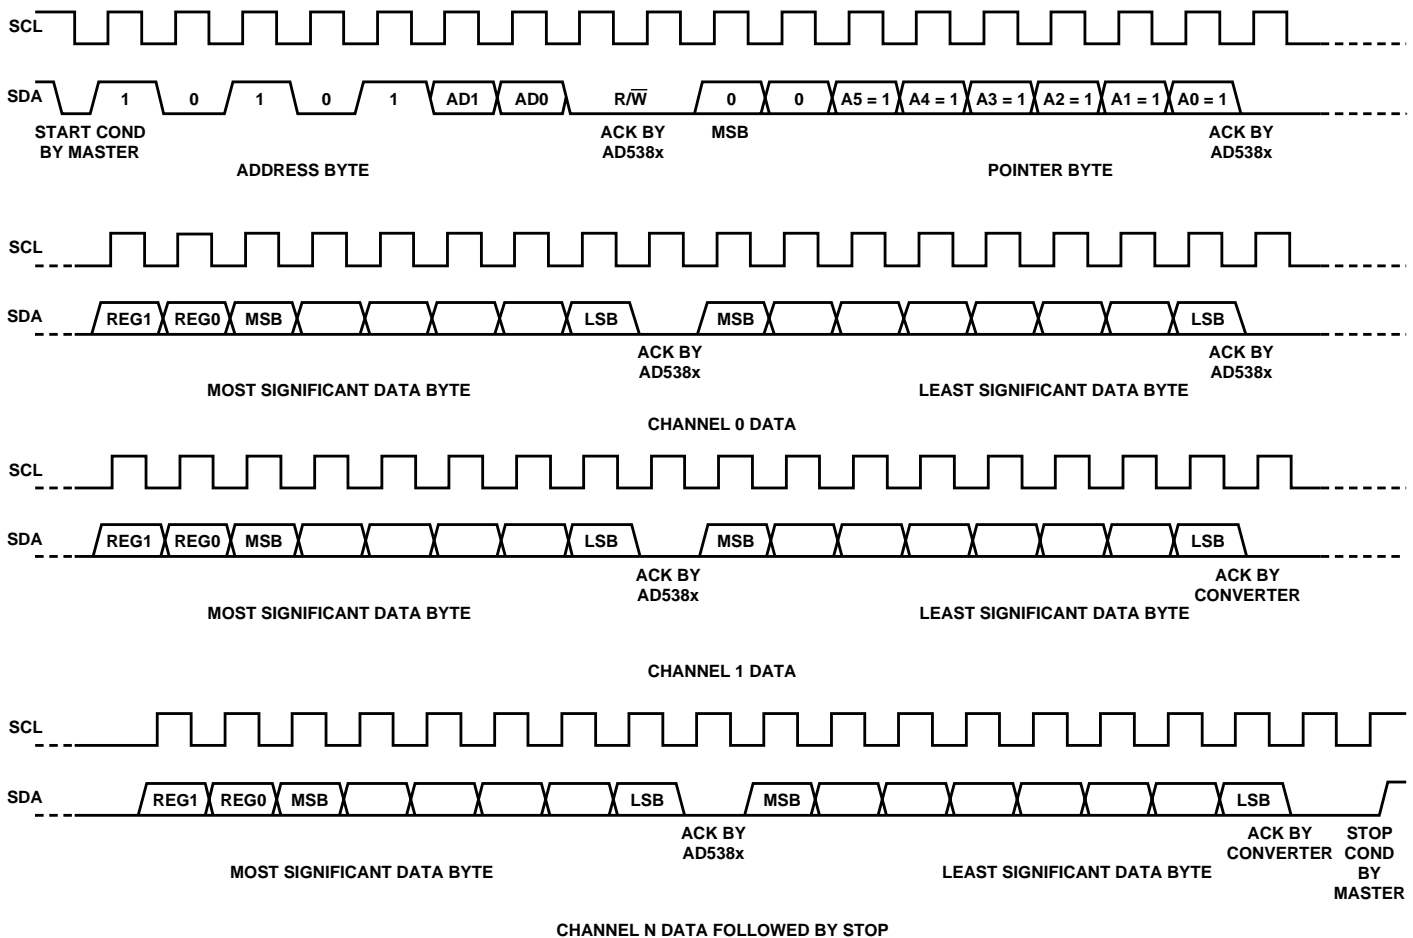 SCL
SDA 1 0 1 0 1 AD1 AD0 R/W̅ 0 0 A5 = 1 A4 = 1 A3 = 1 A2 = 1 A1 = 1 A0 = 1
START COND ACK BY MSB ACK BY
BY MASTER AD538x AD538x
ADDRESS BYTE POINTER BYTE
SCL
SDA REG1 REG0 MSB LSB MSB LSB
ACK BY ACK BY
AD538x AD538x
MOST SIGNIFICANT DATA BYTE LEAST SIGNIFICANT DATA BYTE
CHANNEL 0 DATA
SCL
SDA REG1 REG0 MSB LSB MSB LSB
ACK BY ACK BY
AD538x CONVERTER
MOST SIGNIFICANT DATA BYTE LEAST SIGNIFICANT DATA BYTE
CHANNEL 1 DATA
SCL
SDA REG1 REG0 MSB LSB MSB LSB
ACK BY ACK BY STOP
AD538x CONVERTER COND
MOST SIGNIFICANT DATA BYTE LEAST SIGNIFICANT DATA BYTE BY
MASTER
CHANNEL N DATA FOLLOWED BY STOP